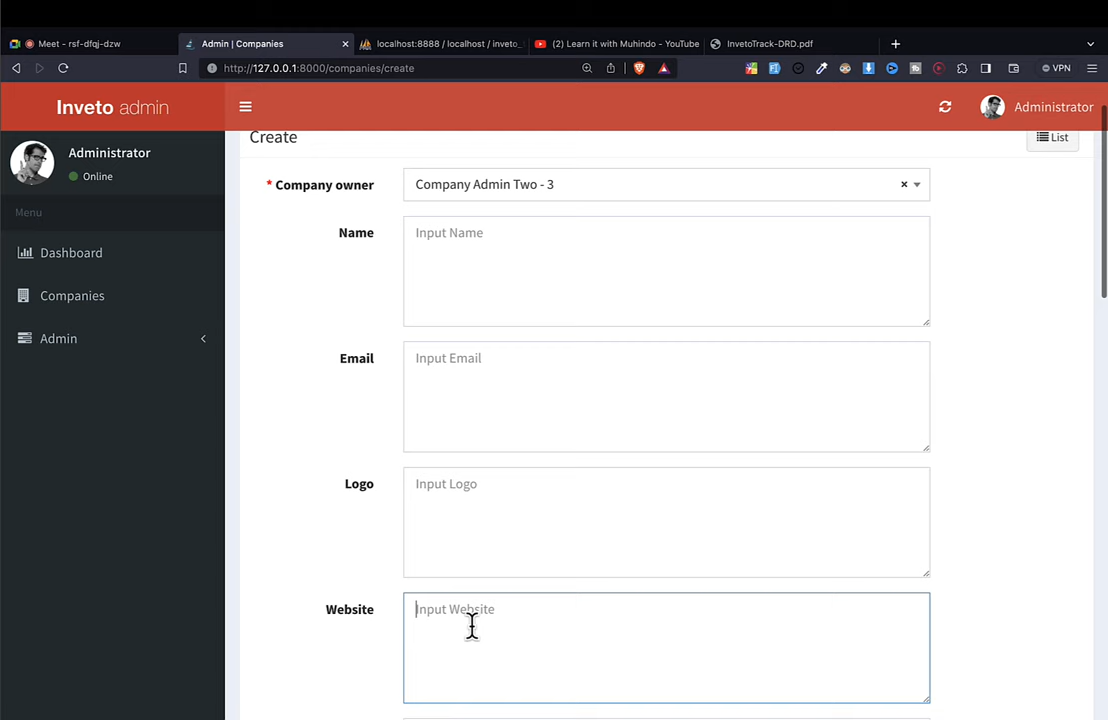 Meet - rsf-dfqj-dzw
Admin | Companies
localhost:8888 / localhost / inveto_
(2) Learn it with Muhindo - YouTube
InvetoTrack-DRD.pdf
http://127.0.0.1:8000/companies/create
VPN
Inveto admin
Administrator
Administrator
Online
Menu
Dashboard
Companies
Admin
Create
List
* Company owner
Company Admin Two - 3
Name
Input Name
Email
Input Email
Logo
Input Logo
Website
Input Website